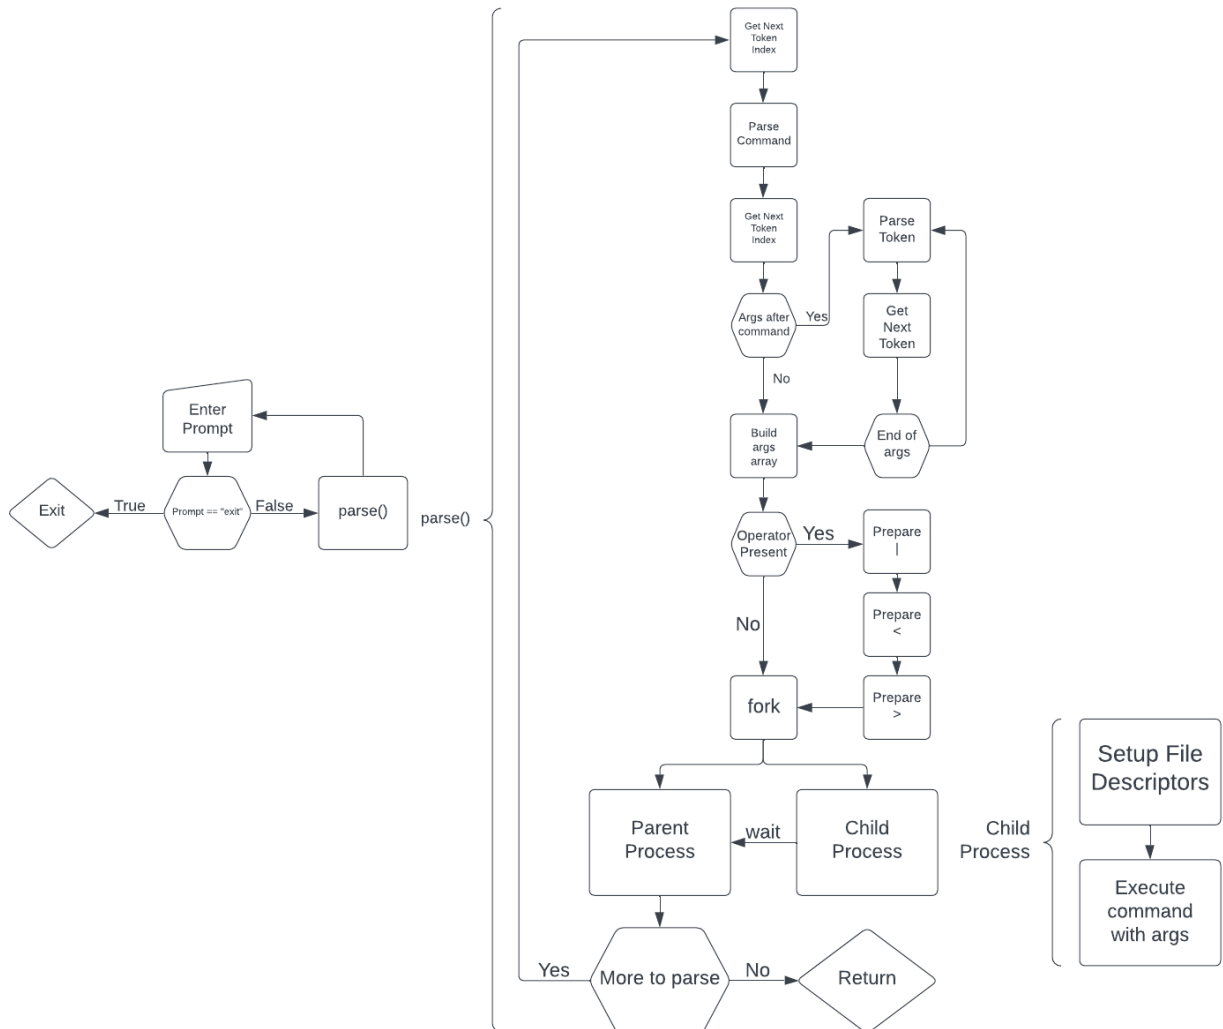 Enter
Prompt
Prompt == "exit"
True
Exit
False
parse()
parse()
Get Next
Token
Index
Parse
Command
Get Next
Token
Index
Args after
command
Yes
No
Parse
Token
Get
Next
Token
End of
args
Build
args
array
Operator
Present
Yes
No
Prepare
|
Prepare
<
Prepare
>
fork
Parent
Process
wait
Child
Process
More to parse
Yes
No
Return
Child
Process
Setup File
Descriptors
Execute
command
with args